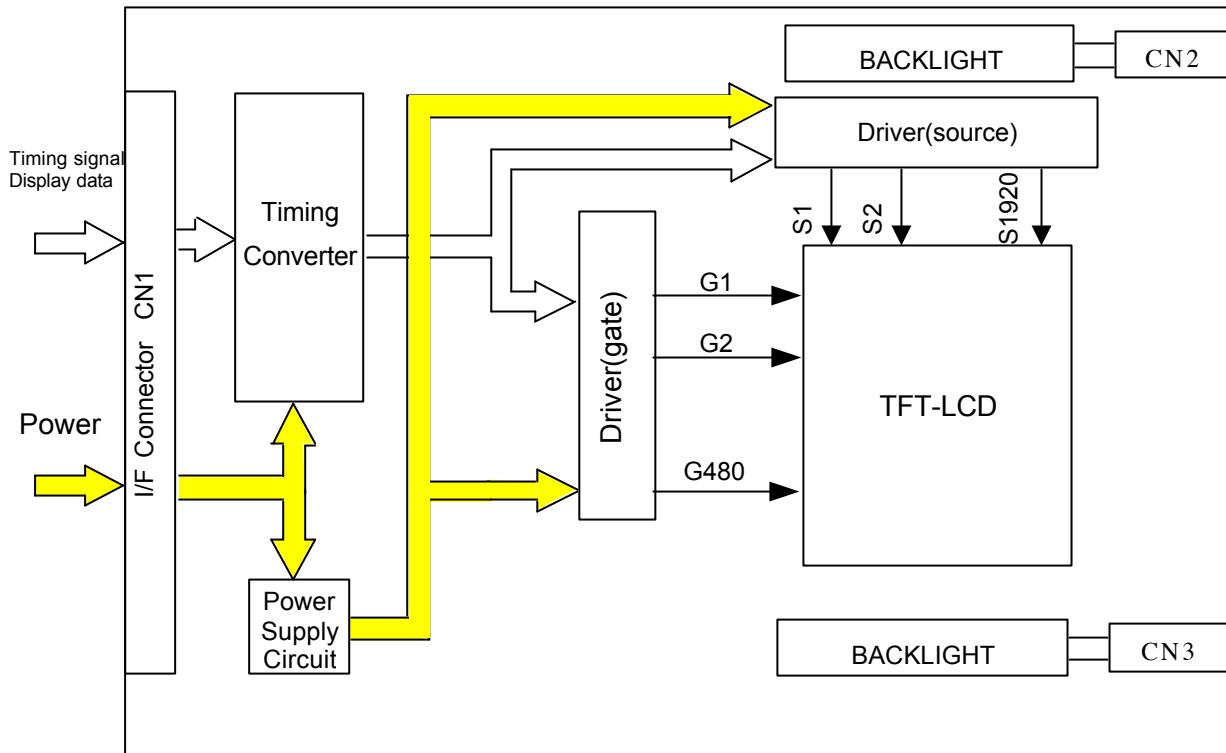 BACKLIGHT
CN2
Timing signal
Display data
Timing
Converter
Driver(source)
S1
S2
S1920
I/F Connector CN1
Driver(gate)
G1
G2
TFT-LCD
Power
G480
Power
Supply
Circuit
BACKLIGHT
CN3